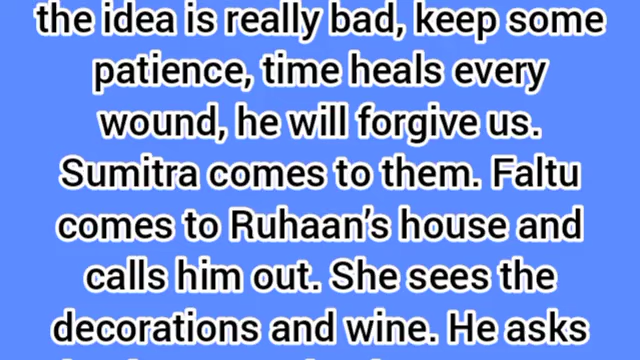 the idea is really bad, keep some
patience, time heals every
wound, he will forgive us.
Sumitra comes to them. Faltu
comes to Ruhaan's house and
calls him out. She sees the
decorations and wine. He asks